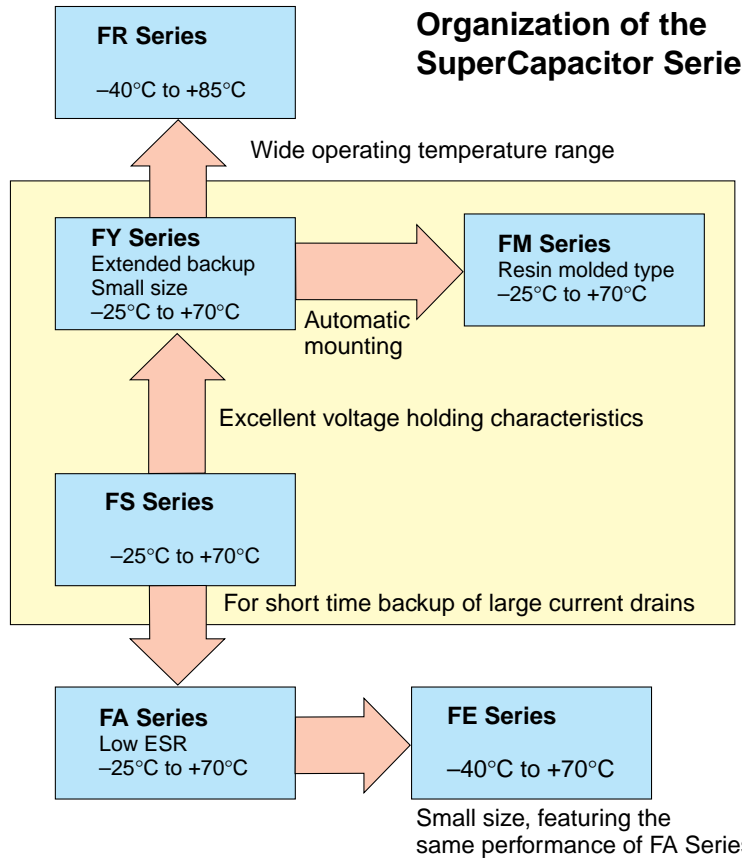 Organization of the
SuperCapacitor Serie
FR Series
–40°C to +85°C
Wide operating temperature range
FY Series
Extended backup
Small size
–25°C to +70°C
FM Series
Resin molded type
–25°C to +70°C
Automatic
mounting
Excellent voltage holding characteristics
FS Series
–25°C to +70°C
For short time backup of large current drains
FA Series
Low ESR
–25°C to +70°C
FE Series
–40°C to +70°C
Small size, featuring the
same performance of FA Series